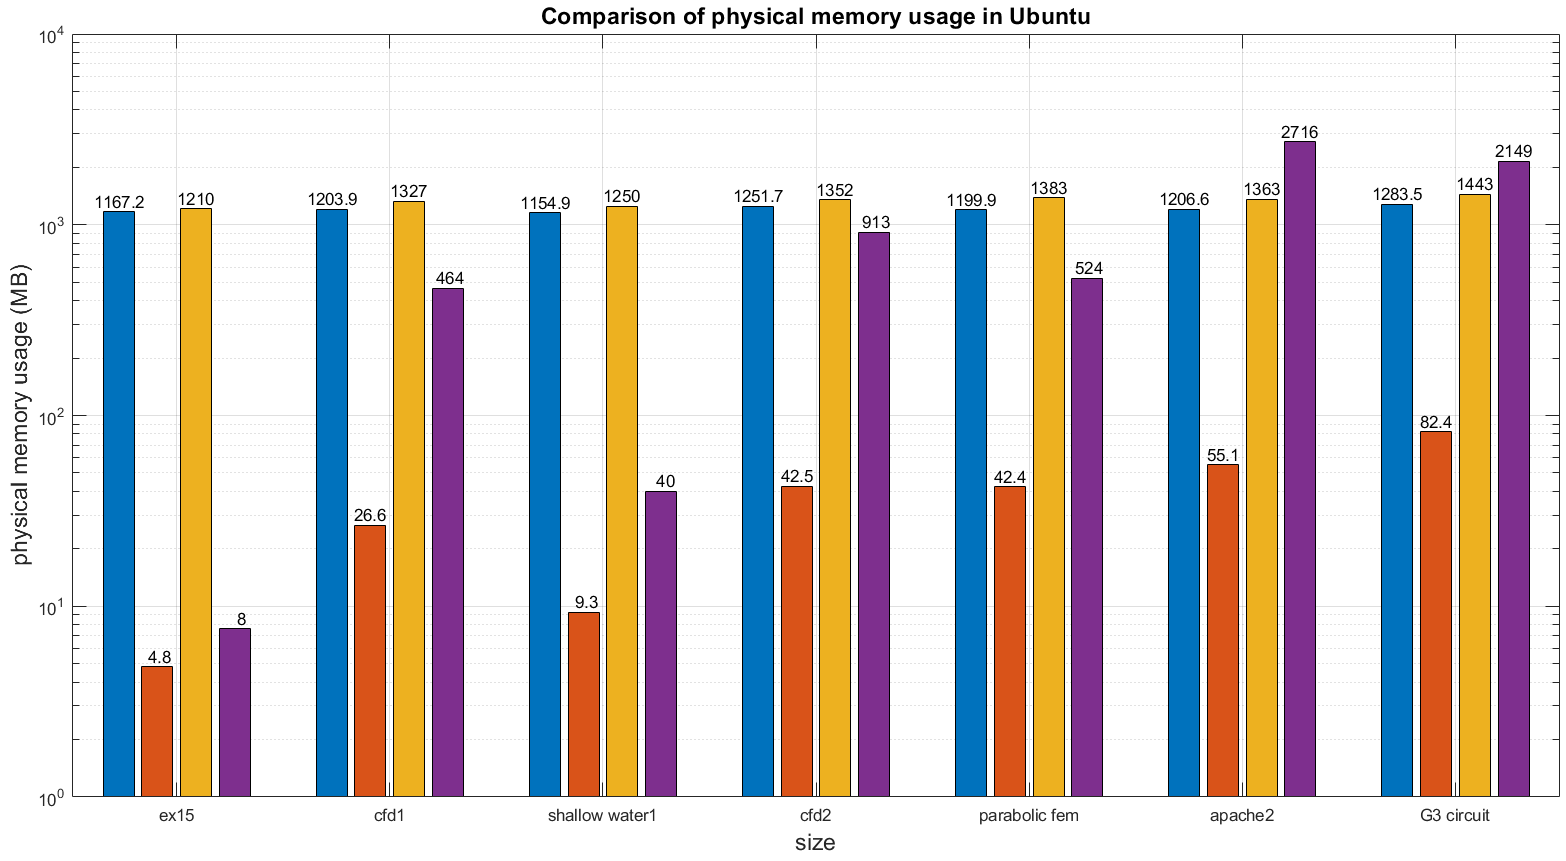 Comparison of physical memory usage in Ubuntu
physical memory usage (MB)
10^4
10^3
10^2
10^1
10^0
1167.2 4.8 1210 8
1203.9 26.6 1327 464
1154.9 9.3 1250 40
1251.7 42.5 1352 913
1199.9 42.4 1383 524
1206.6 55.1 1363 2716
1283.5 82.4 1443 2149
ex15 cfd1 shallow water1 cfd2 parabolic fem apache2 G3 circuit
size